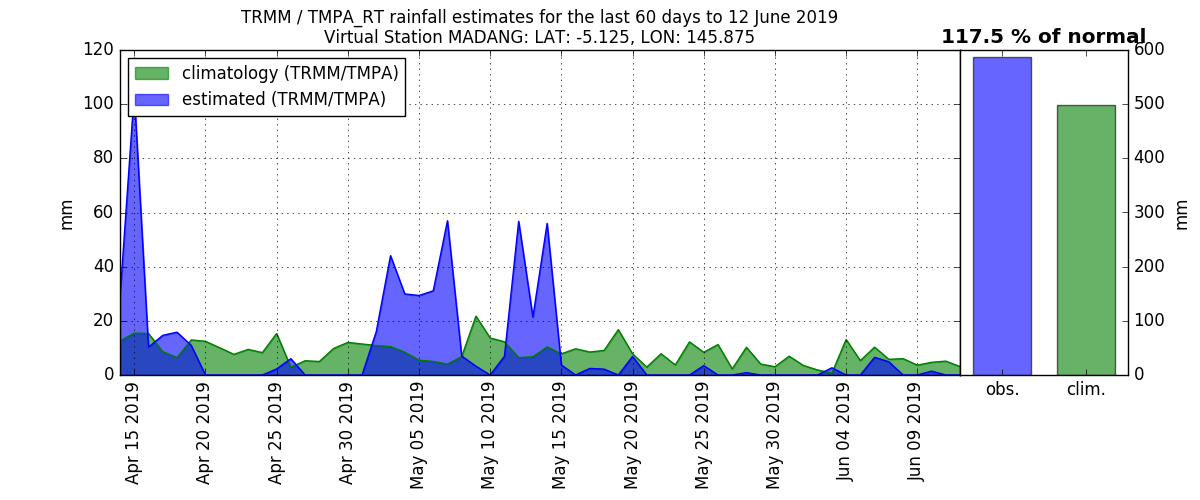 TRMM / TMPA_RT rainfall estimates for the last 60 days to 12 June 2019
Virtual Station MADANG: LAT: -5.125, LON: 145.875
117.5 % of normal
climatology (TRMM/TMPA)
estimated (TRMM/TMPA)
120
100
80
60
40
20
0
mm
600
500
400
300
200
100
0
mm
Apr 15 2019
Apr 20 2019
Apr 25 2019
Apr 30 2019
May 05 2019
May 10 2019
May 15 2019
May 20 2019
May 25 2019
May 30 2019
Jun 04 2019
Jun 09 2019
obs.
clim.